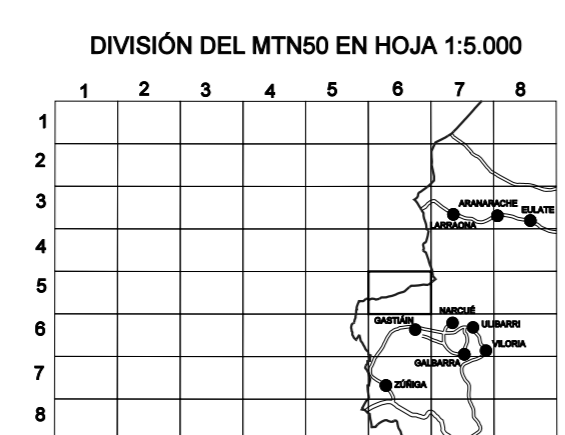 DIVISIÓN DEL MTN50 EN HOJA 1:5.000
1 2 3 4 5 6 7 8
1
2
3
ARANARACHE
EULATE
LARRAONA
4
5
NARCUÉ
GASTIÁIN
6
ULIBARRI
VILORIA
GALBARRA
7
ZÚÑIGA
8